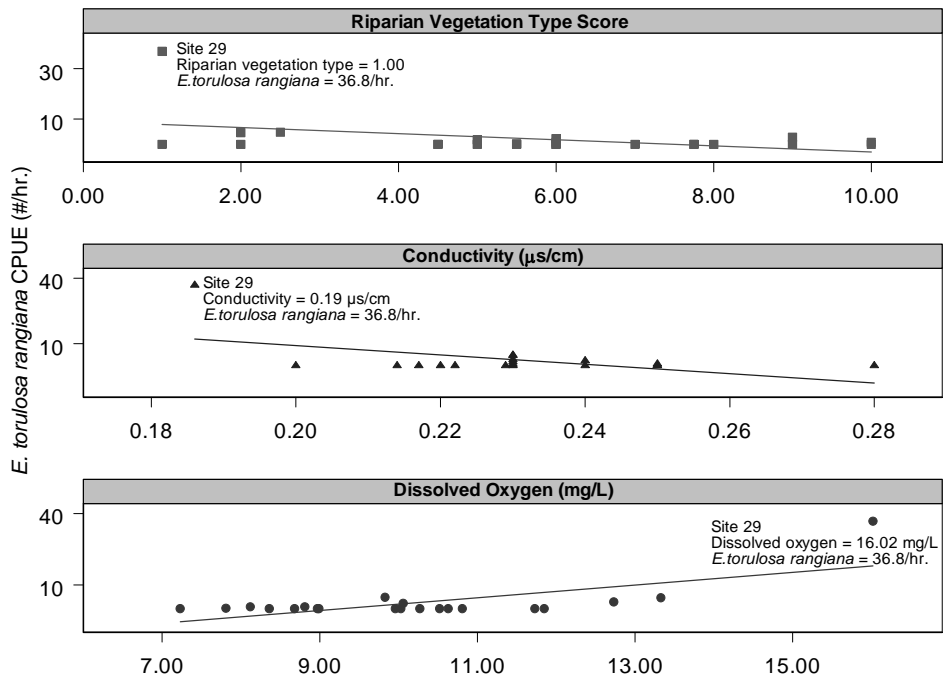 Riparian Vegetation Type Score
Site 29
Riparian vegetation type = 1.00
E.torulosa rangiana = 36.8/hr.
30
10
0.00 2.00 4.00 6.00 8.00 10.00
E. torulosa rangiana CPUE (#/hr.)
Conductivity (µs/cm)
Site 29
Conductivity = 0.19 µs/cm
E.torulosa rangiana = 36.8/hr.
40
10
0.18 0.20 0.22 0.24 0.26 0.28
Dissolved Oxygen (mg/L)
Site 29
Dissolved oxygen = 16.02 mg/L
E.torulosa rangiana = 36.8/hr.
40
10
7.00 9.00 11.00 13.00 15.00